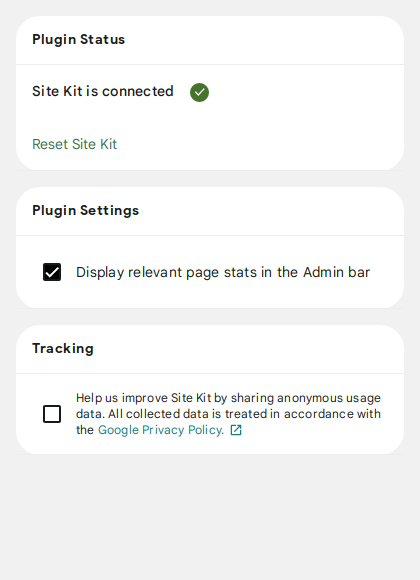 Plugin Status
Site Kit is connected
Reset Site Kit
Plugin Settings
Display relevant page stats in the Admin bar
Tracking
Help us improve Site Kit by sharing anonymous usage
data. All collected data is treated in accordance with
the Google Privacy Policy.